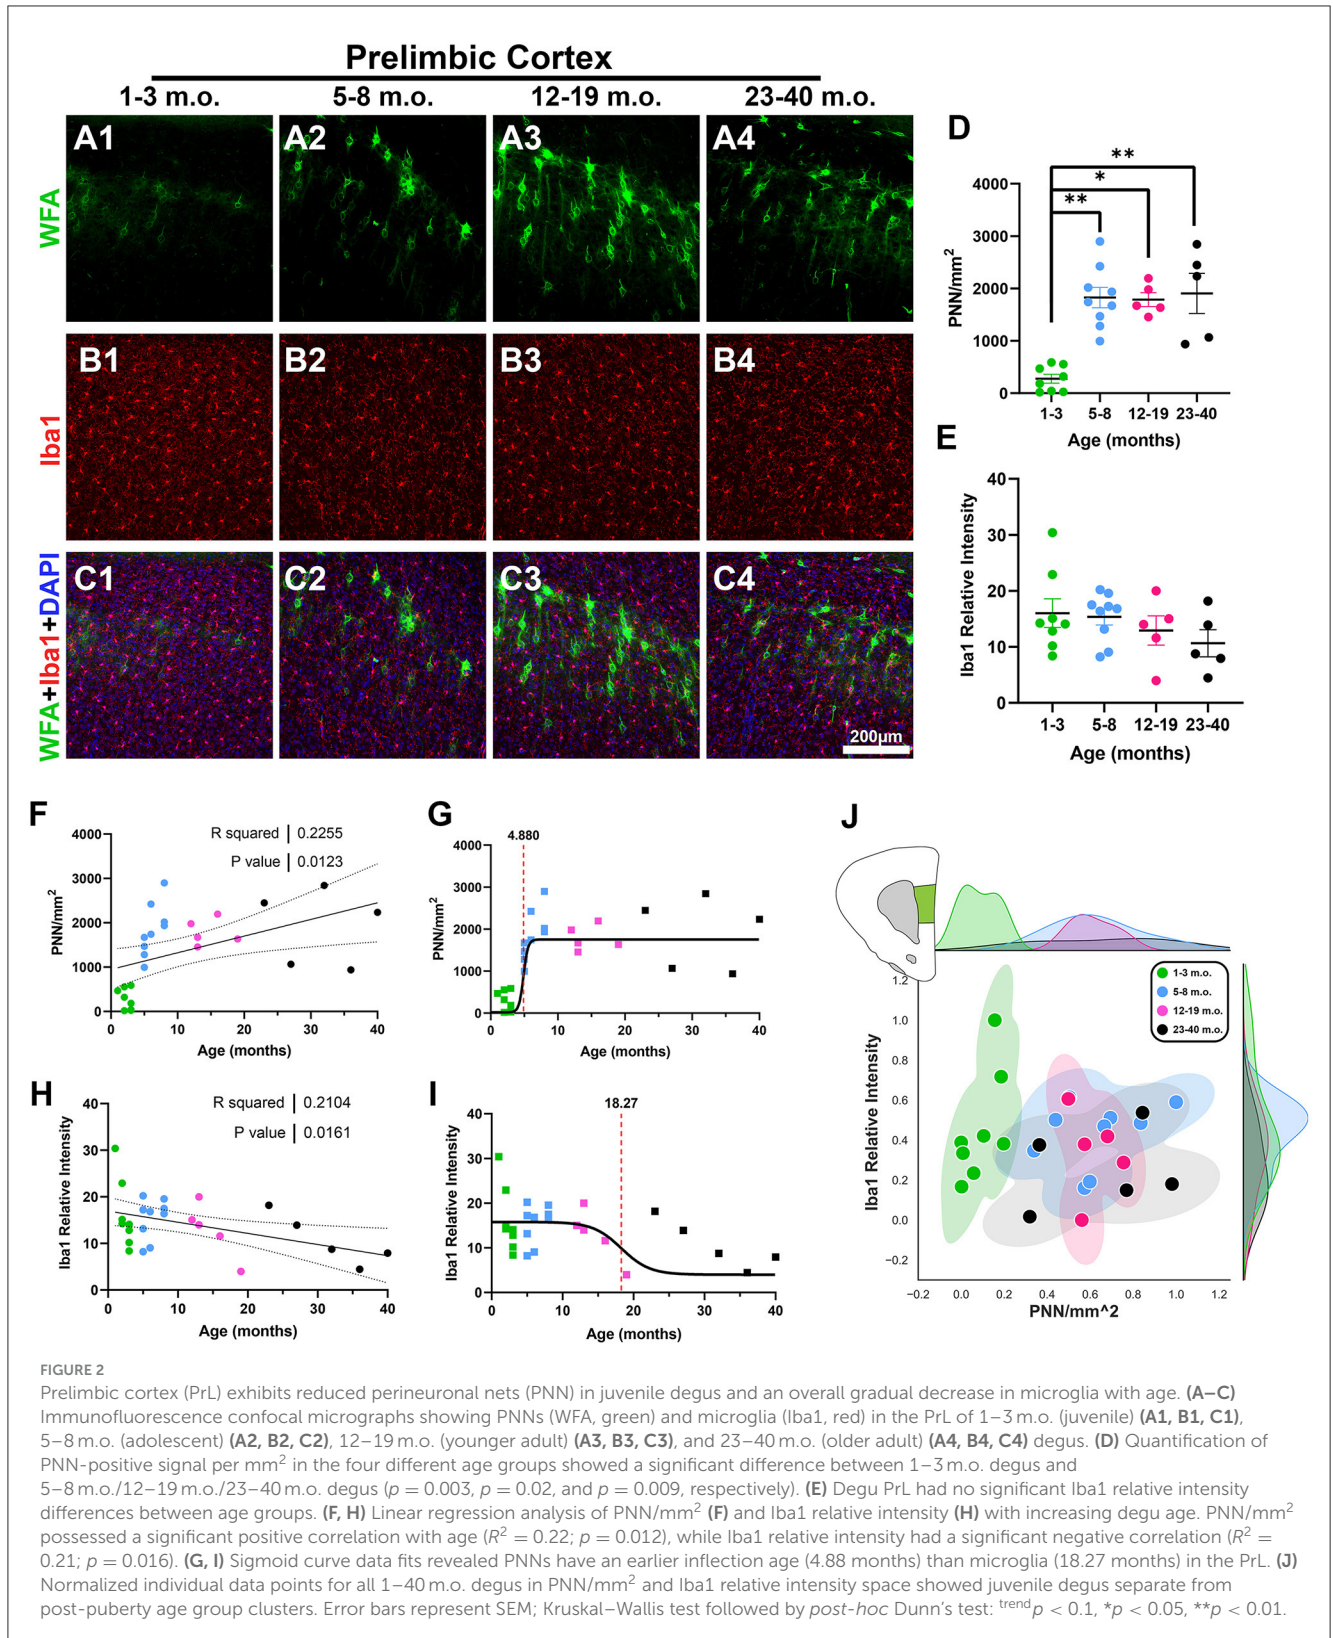 Prelimbic Cortex
1-3 m.o. 5-8 m.o. 12-19 m.o. 23-40 m.o.
WFA
A1 A2 A3 A4
Iba1
B1 B2 B3 B4
WFA+Iba1+DAPI
C1 C2 C3 C4
200µm
D
PNN/mm²
4000
3000
2000
1000
0
**
*
**
1-3 5-8 12-19 23-40
Age (months)
E
Iba1 Relative Intensity
40
30
20
10
0
1-3 5-8 12-19 23-40
Age (months)
F
PNN/mm²
4000
3000
2000
1000
0
R squared | 0.2255
P value | 0.0123
0 10 20 30 40
Age (months)
G
4.880
PNN/mm²
4000
3000
2000
1000
0
0 10 20 30 40
Age (months)
H
Iba1 Relative Intensity
40
30
20
10
0
R squared | 0.2104
P value | 0.0161
0 10 20 30 40
Age (months)
I
18.27
Iba1 Relative Intensity
40
30
20
10
0
0 10 20 30 40
Age (months)
J
1-3 m.o.
5-8 m.o.
12-19 m.o.
23-40 m.o.
Iba1 Relative Intensity
1.2
1.0
0.8
0.6
0.4
0.2
0.0
−0.2
−0.2 0.0 0.2 0.4 0.6 0.8 1.0 1.2
PNN/mm^2
FIGURE 2
Prelimbic cortex (PrL) exhibits reduced perineuronal nets (PNN) in juvenile degus and an overall gradual decrease in microglia with age. (A–C)
Immunofluorescence confocal micrographs showing PNNs (WFA, green) and microglia (Iba1, red) in the PrL of 1–3 m.o. (juvenile) (A1, B1, C1),
5–8 m.o. (adolescent) (A2, B2, C2), 12–19 m.o. (younger adult) (A3, B3, C3), and 23–40 m.o. (older adult) (A4, B4, C4) degus. (D) Quantification of
PNN-positive signal per mm² in the four different age groups showed a significant difference between 1–3 m.o. degus and
5–8 m.o./12–19 m.o./23–40 m.o. degus (p = 0.003, p = 0.02, and p = 0.009, respectively). (E) Degu PrL had no significant Iba1 relative intensity
differences between age groups. (F, H) Linear regression analysis of PNN/mm² (F) and Iba1 relative intensity (H) with increasing degu age. PNN/mm²
possessed a significant positive correlation with age (R² = 0.22; p = 0.012), while Iba1 relative intensity had a significant negative correlation (R² =
0.21; p = 0.016). (G, I) Sigmoid curve data fits revealed PNNs have an earlier inflection age (4.88 months) than microglia (18.27 months) in the PrL. (J)
Normalized individual data points for all 1–40 m.o. degus in PNN/mm² and Iba1 relative intensity space showed juvenile degus separate from
post-puberty age group clusters. Error bars represent SEM; Kruskal–Wallis test followed by post-hoc Dunn's test: ᵗʳᵉⁿᵈp < 0.1, *p < 0.05, **p < 0.01.